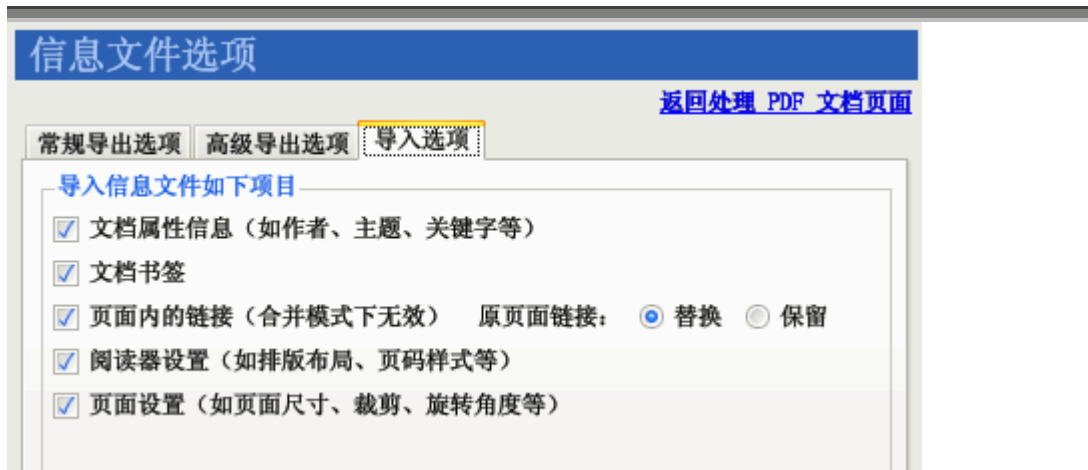 信息文件选项
返回处理 PDF 文档页面
常规导出选项 高级导出选项 导入选项
导入信息文件如下项目
文档属性信息（如作者、主题、关键字等）
文档书签
页面内的链接（合并模式下无效） 原页面链接： 替换 保留
阅读器设置（如排版布局、页码样式等）
页面设置（如页面尺寸、裁剪、旋转角度等）